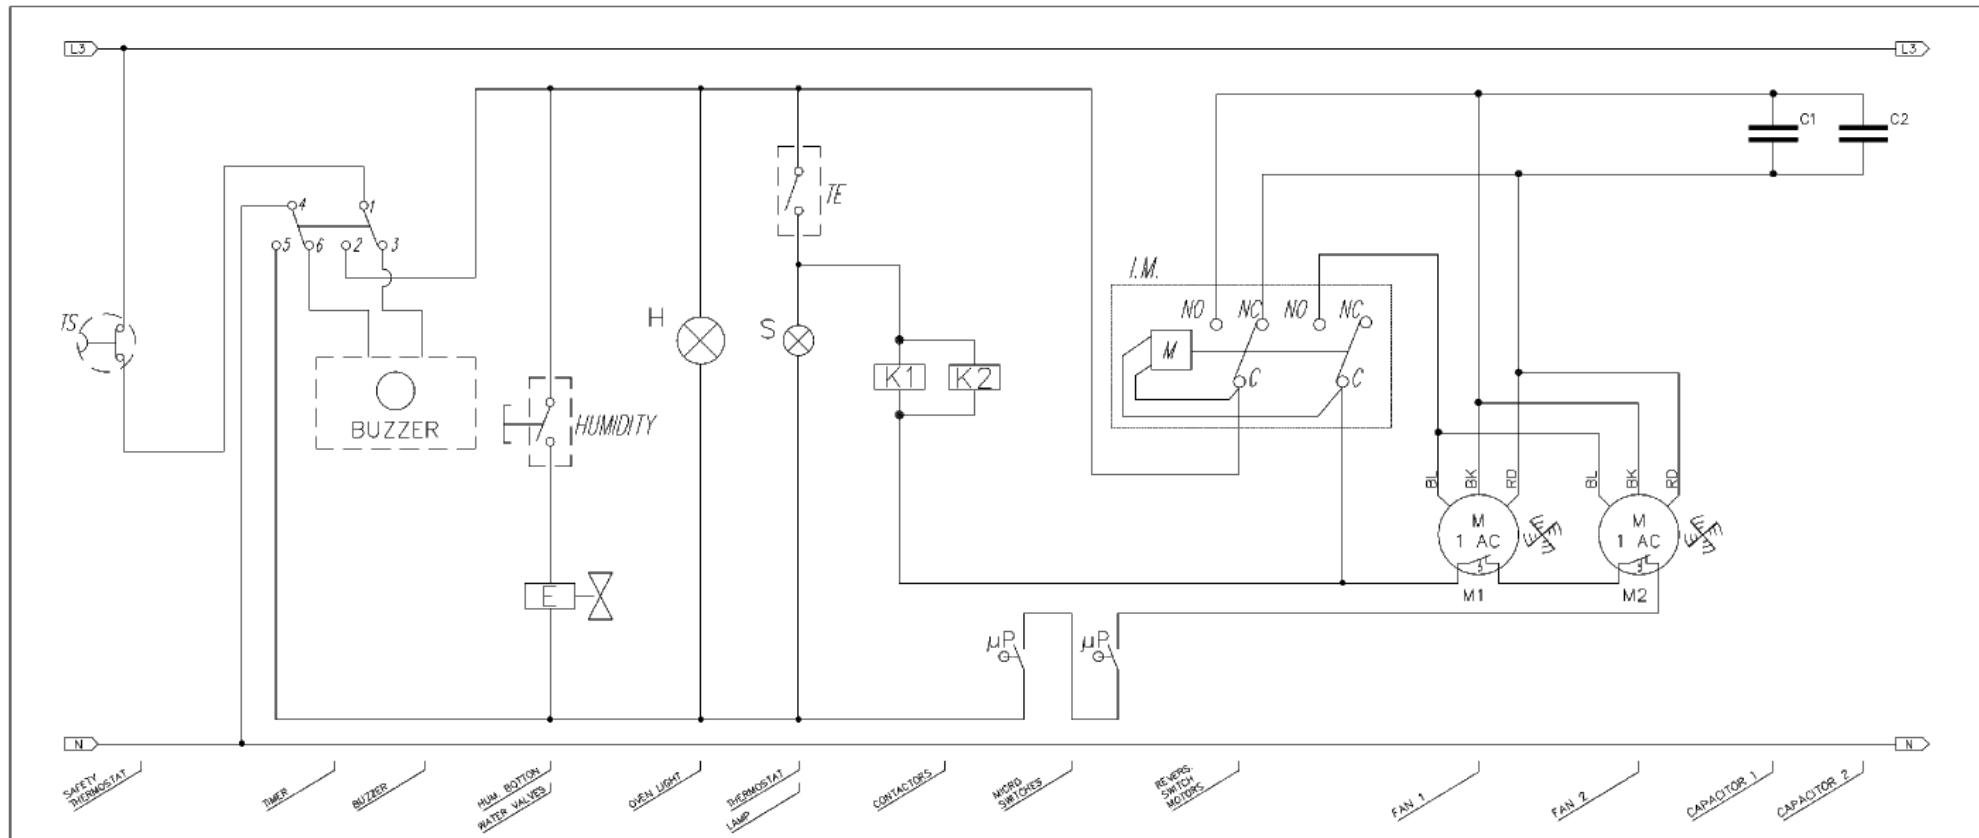 L3
L3
C1
C2
4
1
TE
5
6
2
3
I.M.
TS
H
S
NO
NC
NO
NC
M
K1
K2
C
C
BUZZER
HUMIDITY
BL
BK
RD
BL
BK
RD
M
1 AC
M
1 AC
E
M1
M2
µP
µP
N
N
SAFETY
THERMOSTAT
TIMER
BUZZER
HUM. BOTTON
WATER VALVES
OVEN LIGHT
THERMOSTAT
LAMP
CONTACTORS
MICRO
SWITCHES
REVERS.
SWITCH
MOTORS
FAN 1
FAN 2
CAPACITOR 1
CAPACITOR 2